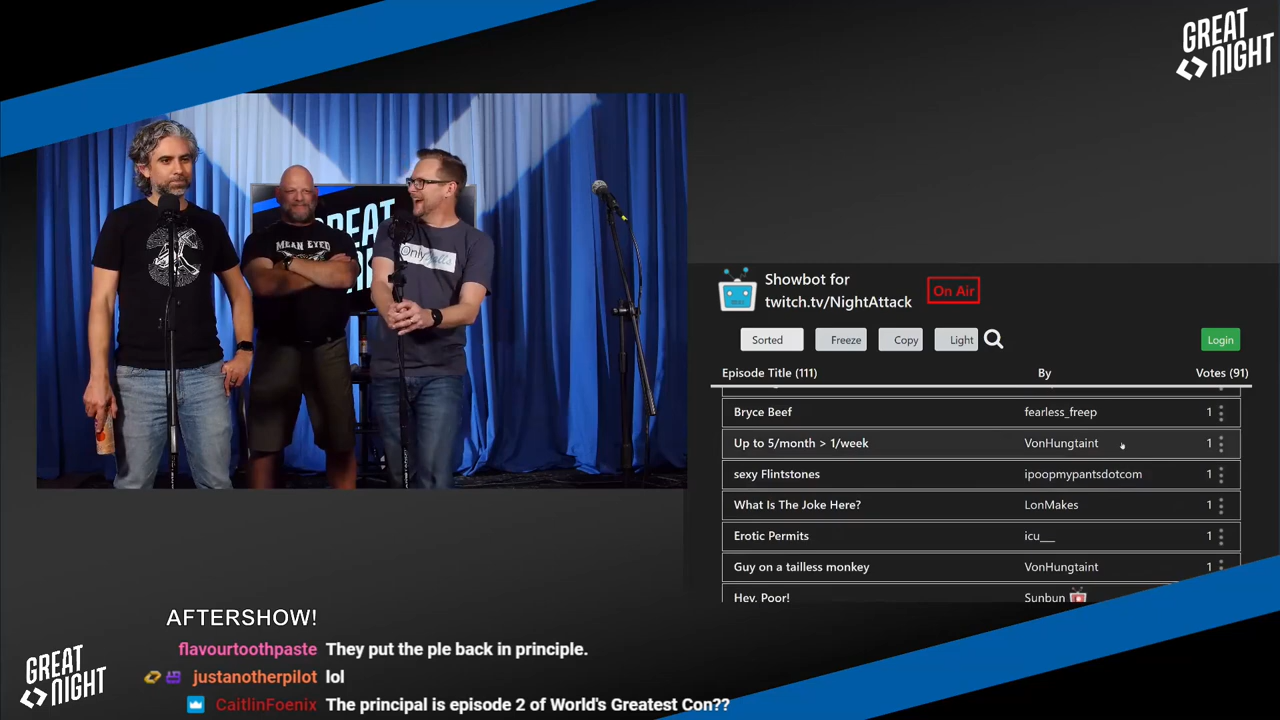 GREAT
NIGHT
GREAT
MEAN EYED
Only
Showbot for
twitch.tv/NightAttack
On Air
Sorted
Freeze
Copy
Light
Login
Episode Title (111)
By
Votes (91)
Bryce Beef
fearless_freep
1
Up to 5/month > 1/week
VonHungtaint
1
sexy Flintstones
ipoopmypantsdotcom
1
What Is The Joke Here?
LonMakes
1
Erotic Permits
icu___
1
Guy on a tailless monkey
VonHungtaint
1
Hey, Poor!
Sunbun
AFTERSHOW!
flavourtoothpaste They put the ple back in principle.
justanotherpilot lol
CaitlinFoenix The principal is episode 2 of World's Greatest Con??
GREAT
NIGHT